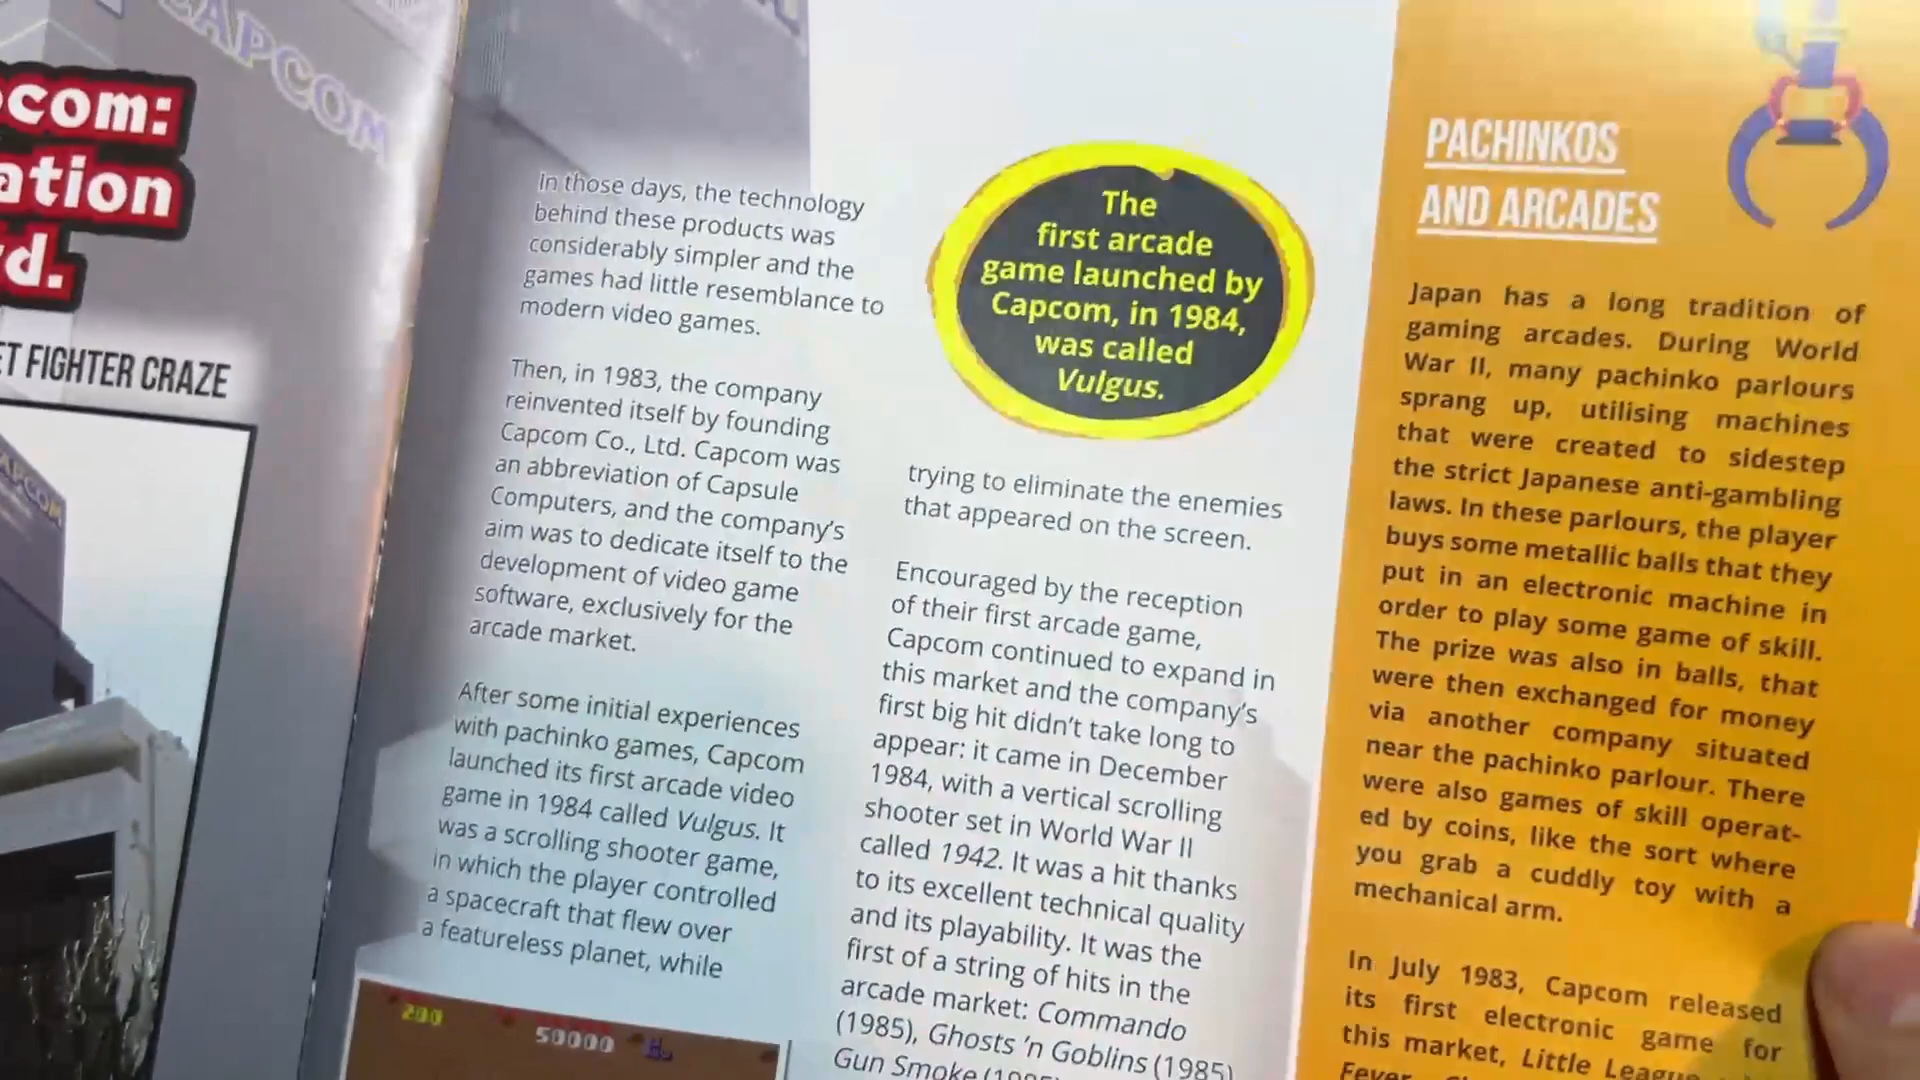 CAPCOM
com:
ation
d.
ET FIGHTER CRAZE
CAPCOM
In those days, the technology
behind these products was
considerably simpler and the
games had little resemblance to
modern video games.
Then, in 1983, the company
reinvented itself by founding
Capcom Co., Ltd. Capcom was
an abbreviation of Capsule
Computers, and the company's
aim was to dedicate itself to the
development of video game
software, exclusively for the
arcade market.
After some initial experiences
with pachinko games, Capcom
launched its first arcade video
game in 1984 called Vulgus. It
was a scrolling shooter game,
in which the player controlled
a spacecraft that flew over
a featureless planet, while
200
50000
The
first arcade
game launched by
Capcom, in 1984,
was called
Vulgus.
trying to eliminate the enemies
that appeared on the screen.
Encouraged by the reception
of their first arcade game,
Capcom continued to expand in
this market and the company's
first big hit didn't take long to
appear: it came in December
1984, with a vertical scrolling
shooter set in World War II
called 1942. It was a hit thanks
to its excellent technical quality
and its playability. It was the
first of a string of hits in the
arcade market: Commando
(1985), Ghosts 'n Goblins (1985)
Gun Smoke
PACHINKOS
AND ARCADES
Japan has a long tradition of
gaming arcades. During World
War II, many pachinko parlours
sprang up, utilising machines
that were created to sidestep
the strict Japanese anti-gambling
laws. In these parlours, the player
buys some metallic balls that they
put in an electronic machine in
order to play some game of skill.
The prize was also in balls, that
were then exchanged for money
via another company situated
near the pachinko parlour. There
were also games of skill operat-
ed by coins, like the sort where
you grab a cuddly toy with a
mechanical arm.
In July 1983, Capcom released
its first electronic game for
this market, Little League
Fever